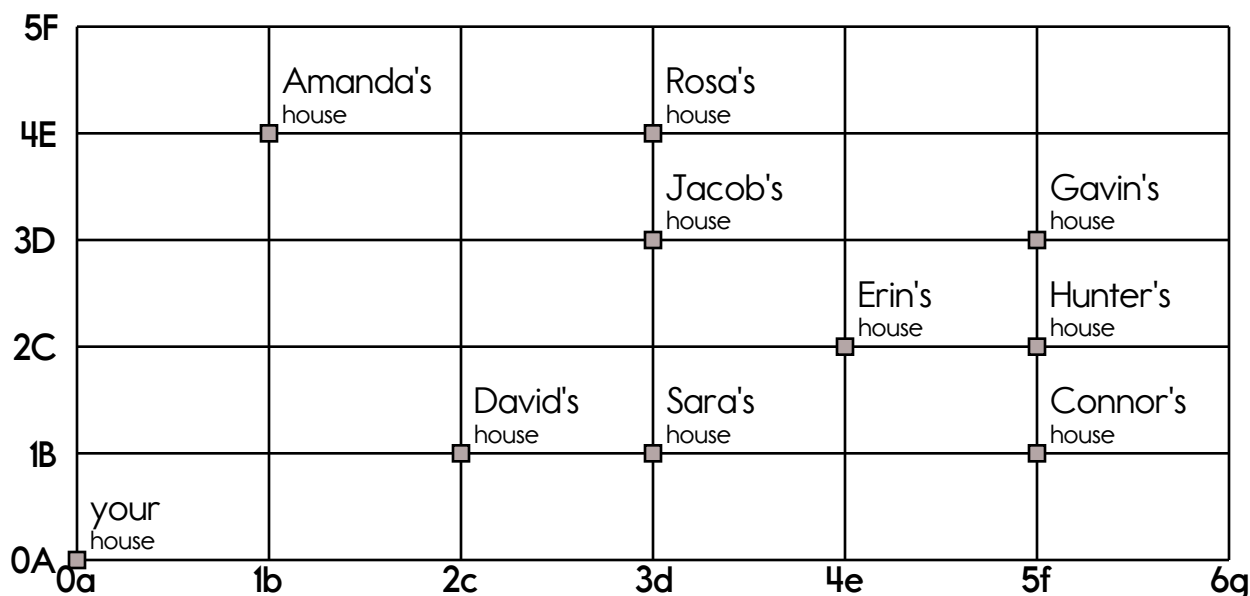 5F
Amanda's
house
Rosa's
house
4E
Jacob's
house
Gavin's
house
3D
Erin's
house
Hunter's
house
2C
David's
house
Sara's
house
Connor's
house
1B
your
house
0A
0a 1b 2c 3d 4e 5f 6g